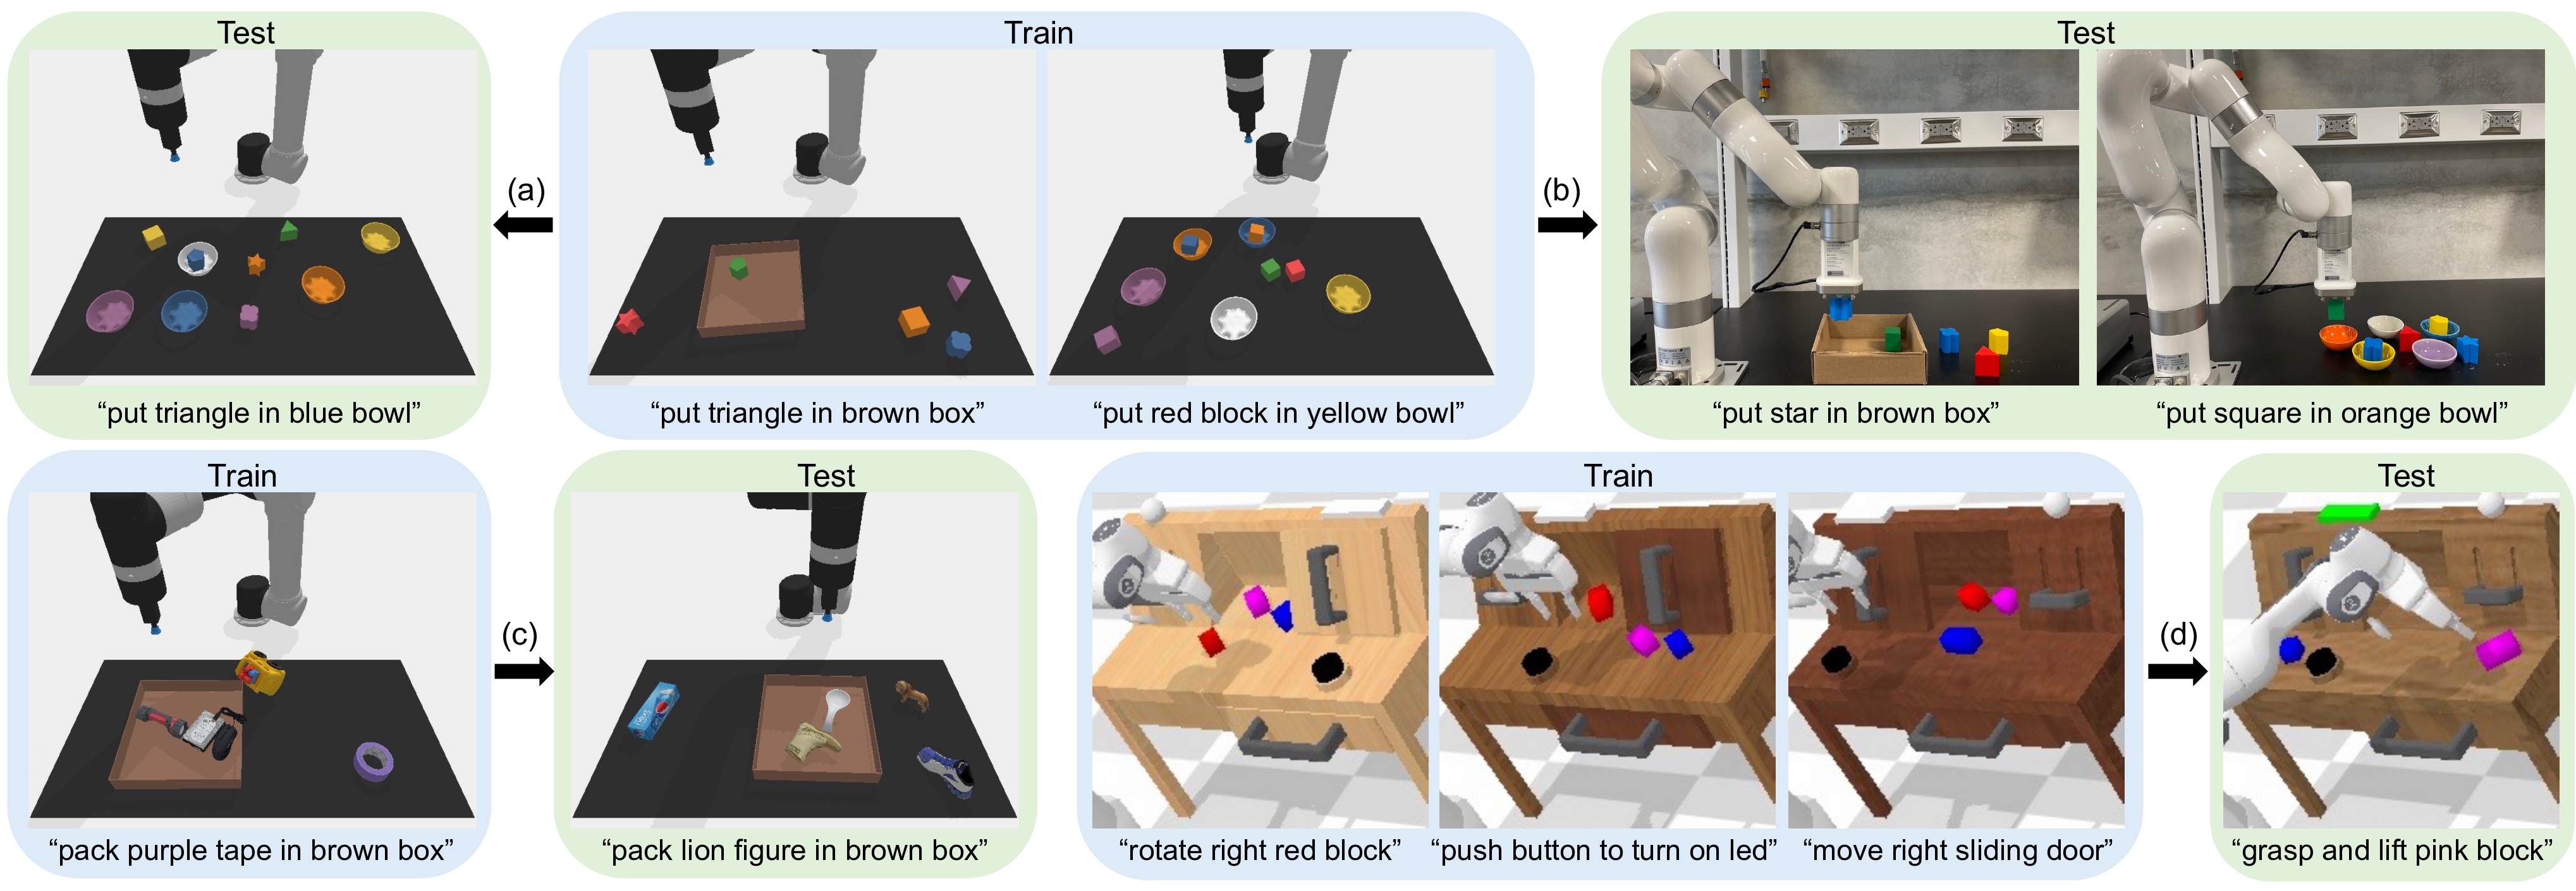 Test
Train
Test
(a)
(b)
“put triangle in blue bowl”
“put triangle in brown box”
“put red block in yellow bowl”
“put star in brown box”
“put square in orange bowl”
Train
Test
Train
Test
(c)
(d)
“pack purple tape in brown box”
“pack lion figure in brown box”
“rotate right red block”
“push button to turn on led”
“move right sliding door”
“grasp and lift pink block”